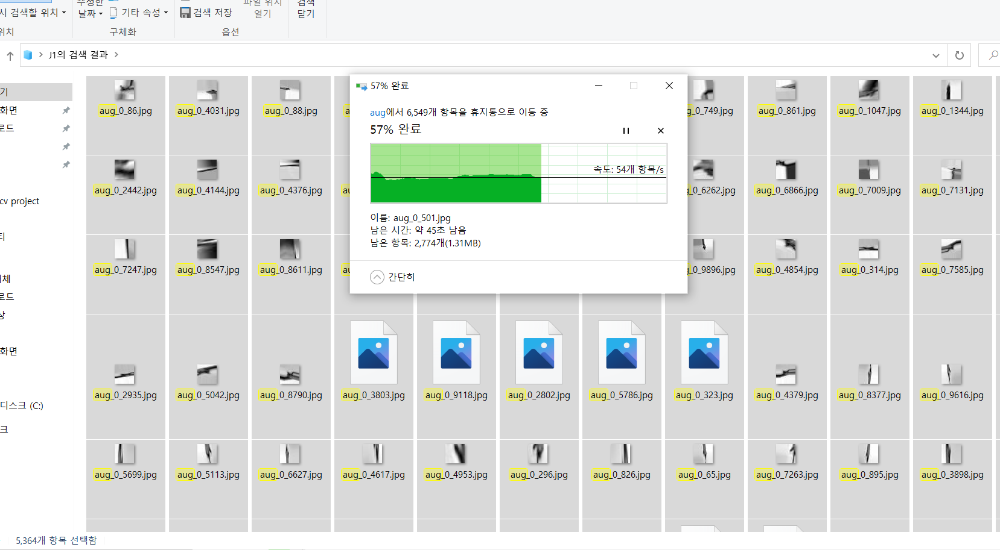 수정한
파일 위치
검색
시 검색할 위치
날짜
기타 속성
검색 저장
열기
닫기
위치
구체화
옵션
J1의 검색 결과
57% 완료
aug에서 6,549개 항목을 휴지통으로 이동 중
57% 완료
속도: 54개 항목/s
이름: aug_0_501.jpg
남은 시간: 약 45초 남음
남은 항목: 2,774개(1.31MB)
간단히
기
화면
로드
cv project
티
체
로드
상
화면
디스크 (C:)
크
aug_0_86.jpg aug_0_4031.jpg aug_0_88.jpg a g_0_749.jpg aug_0_861.jpg aug_0_1047.jpg aug_0_1344.jpg
aug_0_2442.jpg aug_0_4144.jpg aug_0_4376.jpg au g_0_6262.jpg aug_0_6866.jpg aug_0_7009.jpg aug_0_7131.jpg
aug_0_7247.jpg aug_0_8547.jpg aug_0_8611.jpg au g_0_9896.jpg aug_0_4854.jpg aug_0_314.jpg aug_0_7585.jpg
aug_0_2935.jpg aug_0_5042.jpg aug_0_8790.jpg aug_0_3803.jpg aug_0_9118.jpg aug_0_2802.jpg aug_0_5786.jpg aug_0_323.jpg aug_0_4379.jpg aug_0_8377.jpg aug_0_9616.jpg
aug_0_5699.jpg aug_0_5113.jpg aug_0_6627.jpg aug_0_4617.jpg aug_0_4953.jpg aug_0_296.jpg aug_0_826.jpg aug_0_65.jpg aug_0_7263.jpg aug_0_895.jpg aug_0_3898.jpg
5,364개 항목 선택함